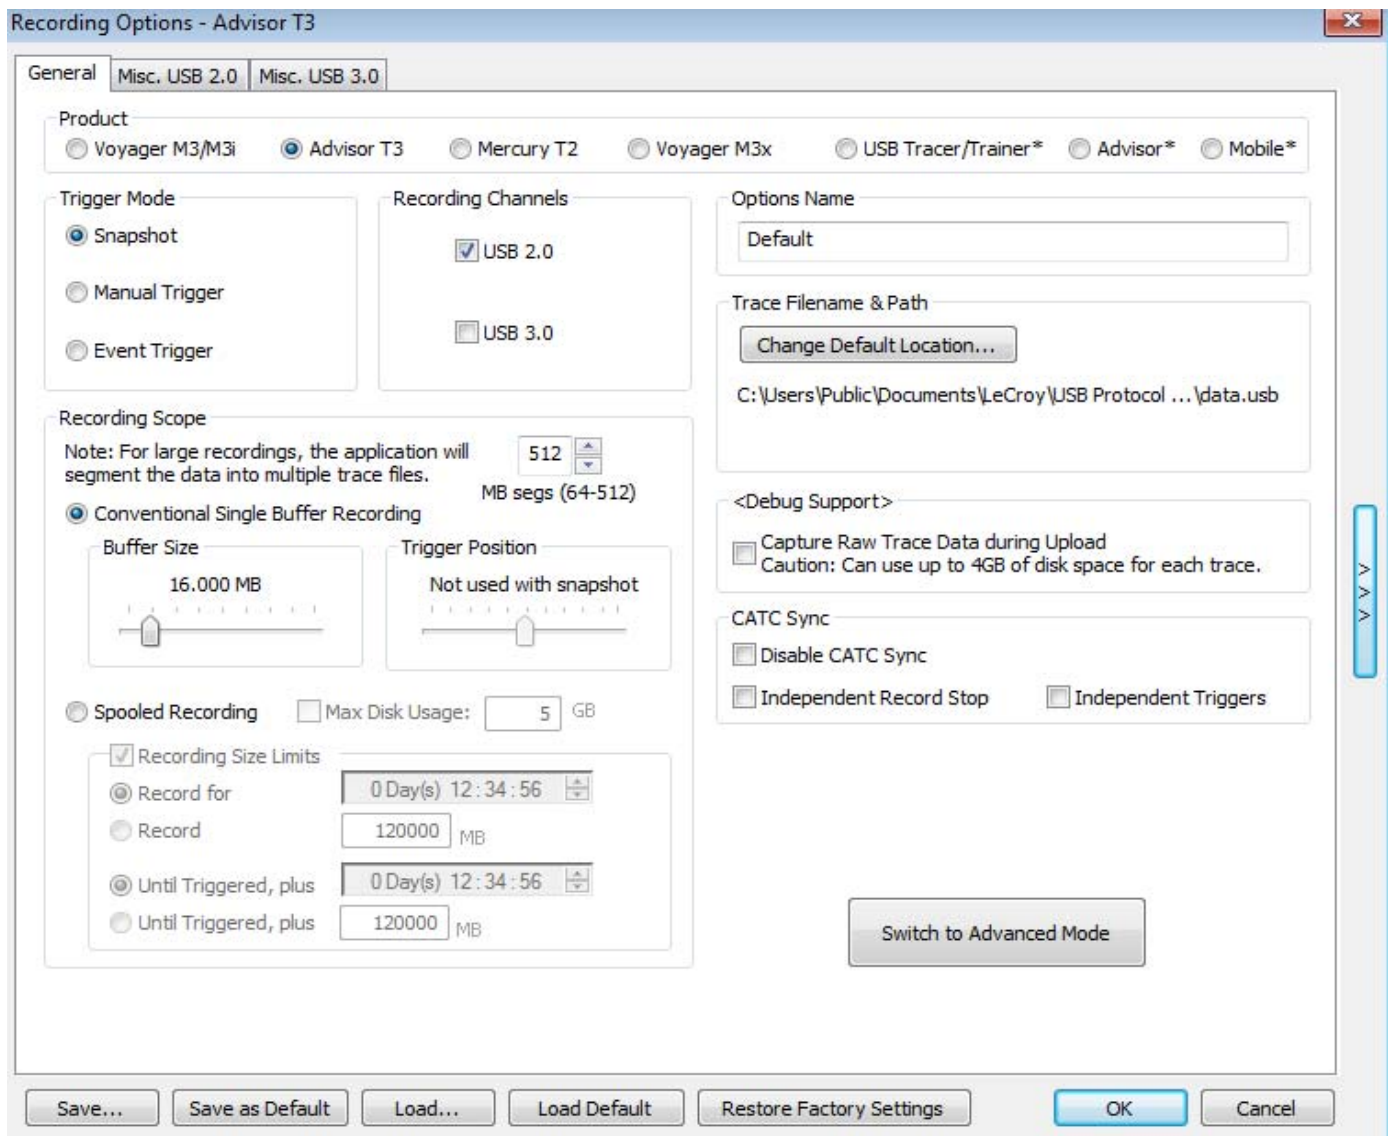 Recording Options - Advisor T3
General
Misc. USB 2.0
Misc. USB 3.0
Product
Voyager M3/M3i
Advisor T3
Mercury T2
Voyager M3x
USB Tracer/Trainer*
Advisor*
Mobile*
Trigger Mode
Snapshot
Manual Trigger
Event Trigger
Recording Channels
USB 2.0
USB 3.0
Options Name
Default
Trace Filename & Path
Change Default Location...
C:\Users\Public\Documents\LeCroy\USB Protocol ...\data.usb
Recording Scope
Note: For large recordings, the application will
segment the data into multiple trace files.
512
MB segs (64-512)
Conventional Single Buffer Recording
Buffer Size
16.000 MB
Trigger Position
Not used with snapshot
Spooled Recording
Max Disk Usage:
5
GB
Recording Size Limits
Record for
0 Day(s) 12 : 34 : 56
Record
120000
MB
Until Triggered, plus
0 Day(s) 12 : 34 : 56
Until Triggered, plus
120000
MB
<Debug Support>
Capture Raw Trace Data during Upload
Caution: Can use up to 4GB of disk space for each trace.
CATC Sync
Disable CATC Sync
Independent Record Stop
Independent Triggers
Switch to Advanced Mode
>
>
>
Save...
Save as Default
Load...
Load Default
Restore Factory Settings
OK
Cancel